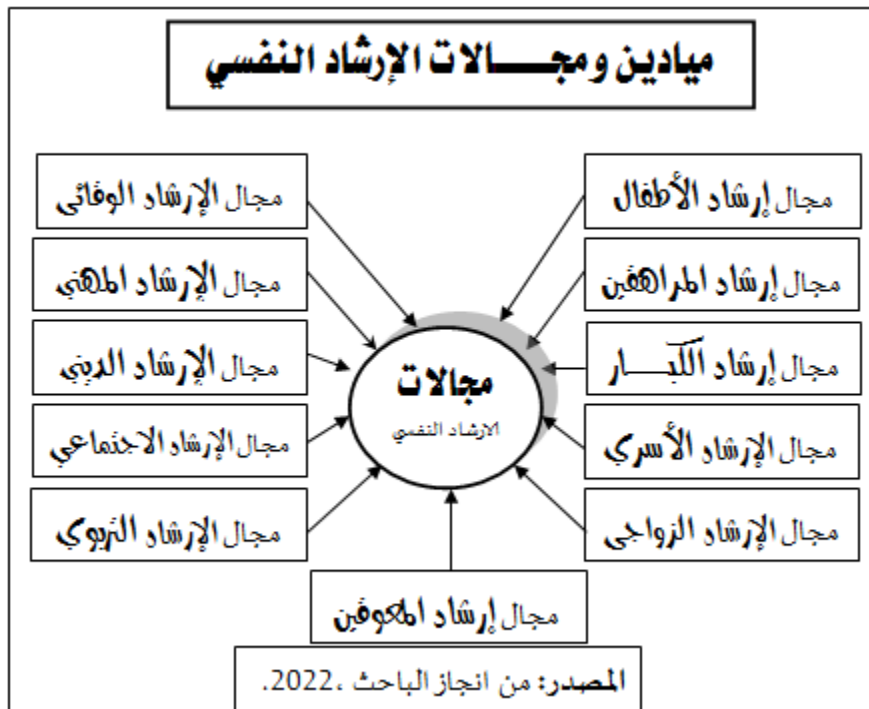 ميادين ومجـــــالات الإرشاد النفسي
مجال إرشاد الأطفال
مجال الإرشاد الوقائي
مجال إرشاد المراهقين
مجال الإرشاد المهني
مجال إرشاد الكبـــــار
مجال الإرشاد الديني
مجالات
الارشاد النفسي
مجال الإرشاد الأسري
مجال الإرشاد الاجتماعي
مجال الإرشاد الزواجي
مجال الإرشاد التربوي
مجال إرشاد المعوقين
المصدر: من انجاز الباحث ،2022.